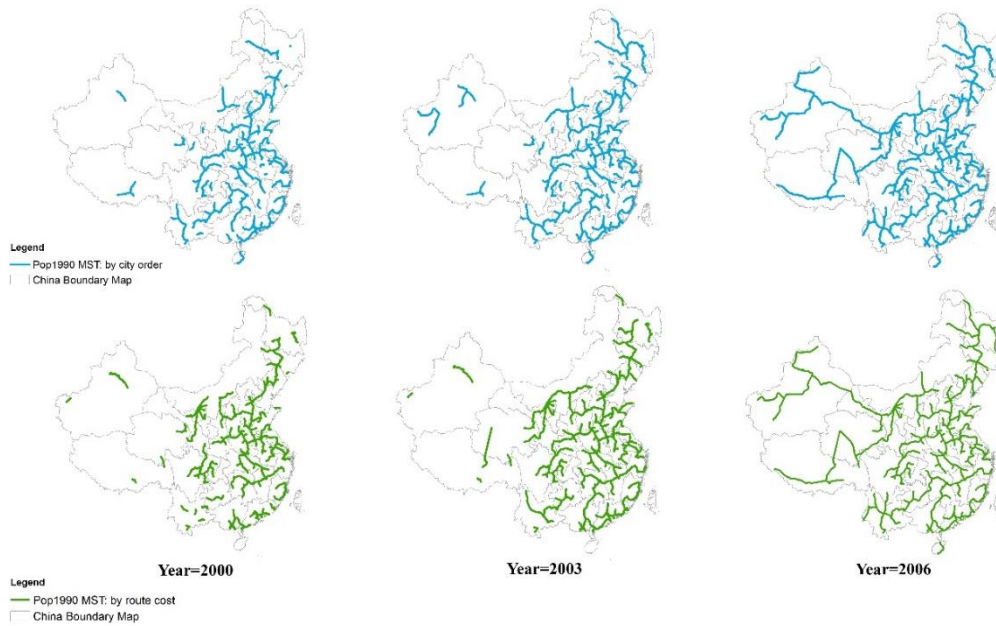 Legend
Pop1990 MST: by city order
China Boundary Map
Year=2000
Year=2003
Year=2006
Legend
Pop1990 MST: by route cost
China Boundary Map